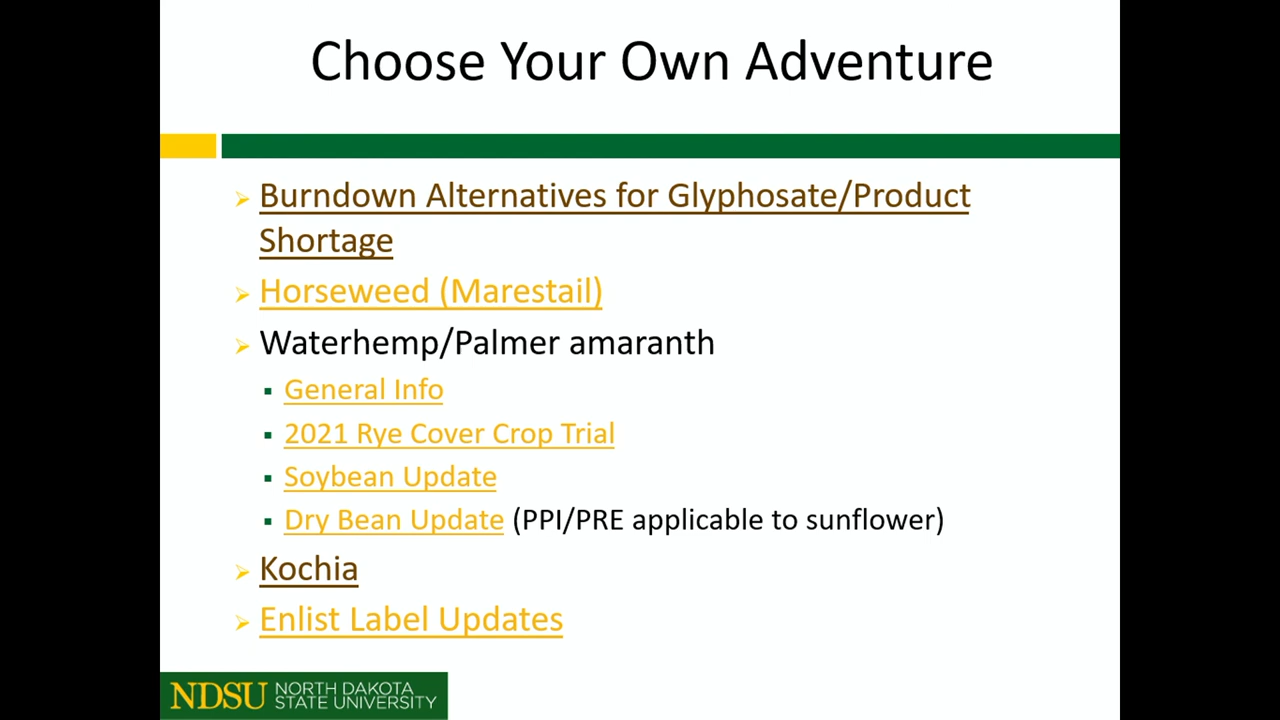 Choose Your Own Adventure
Burndown Alternatives for Glyphosate/Product
Shortage
Horseweed (Marestail)
Waterhemp/Palmer amaranth
General Info
2021 Rye Cover Crop Trial
Soybean Update
Dry Bean Update (PPI/PRE applicable to sunflower)
Kochia
Enlist Label Updates
NDSU NORTH DAKOTA
STATE UNIVERSITY